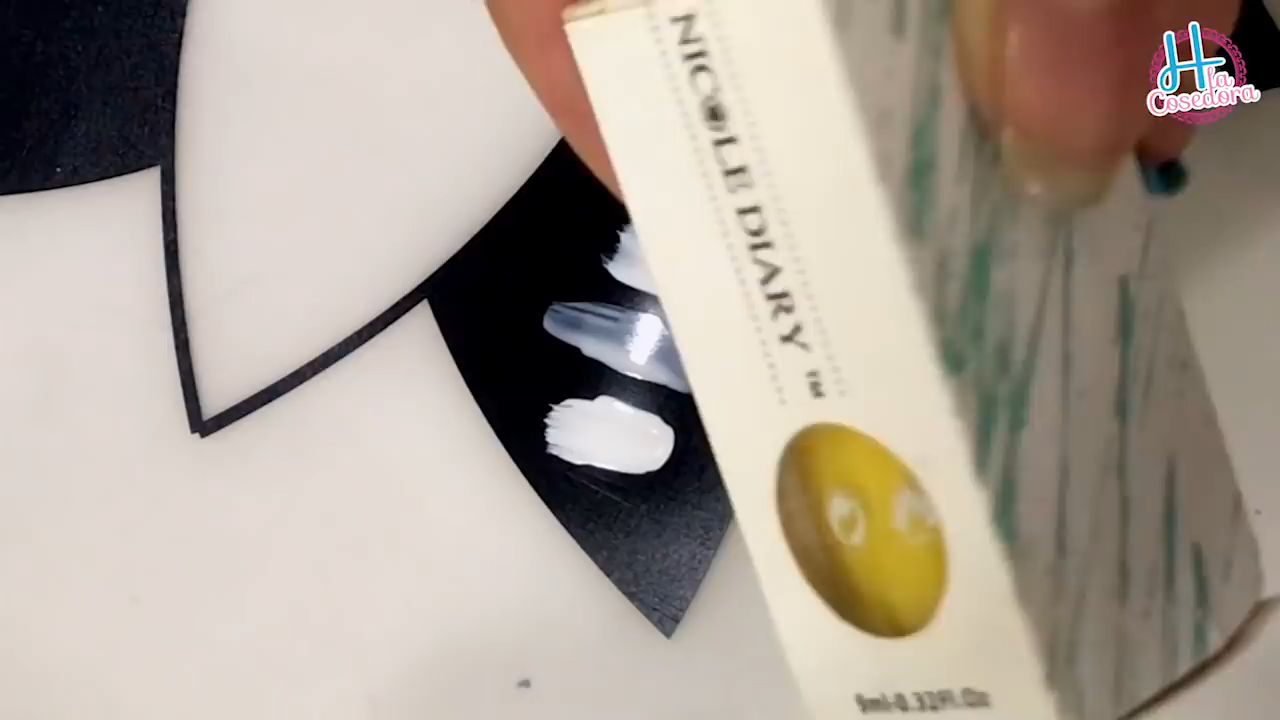 NICOLE DIARY ™
9ml-0.32Fl.Oz
H la
Cosedora